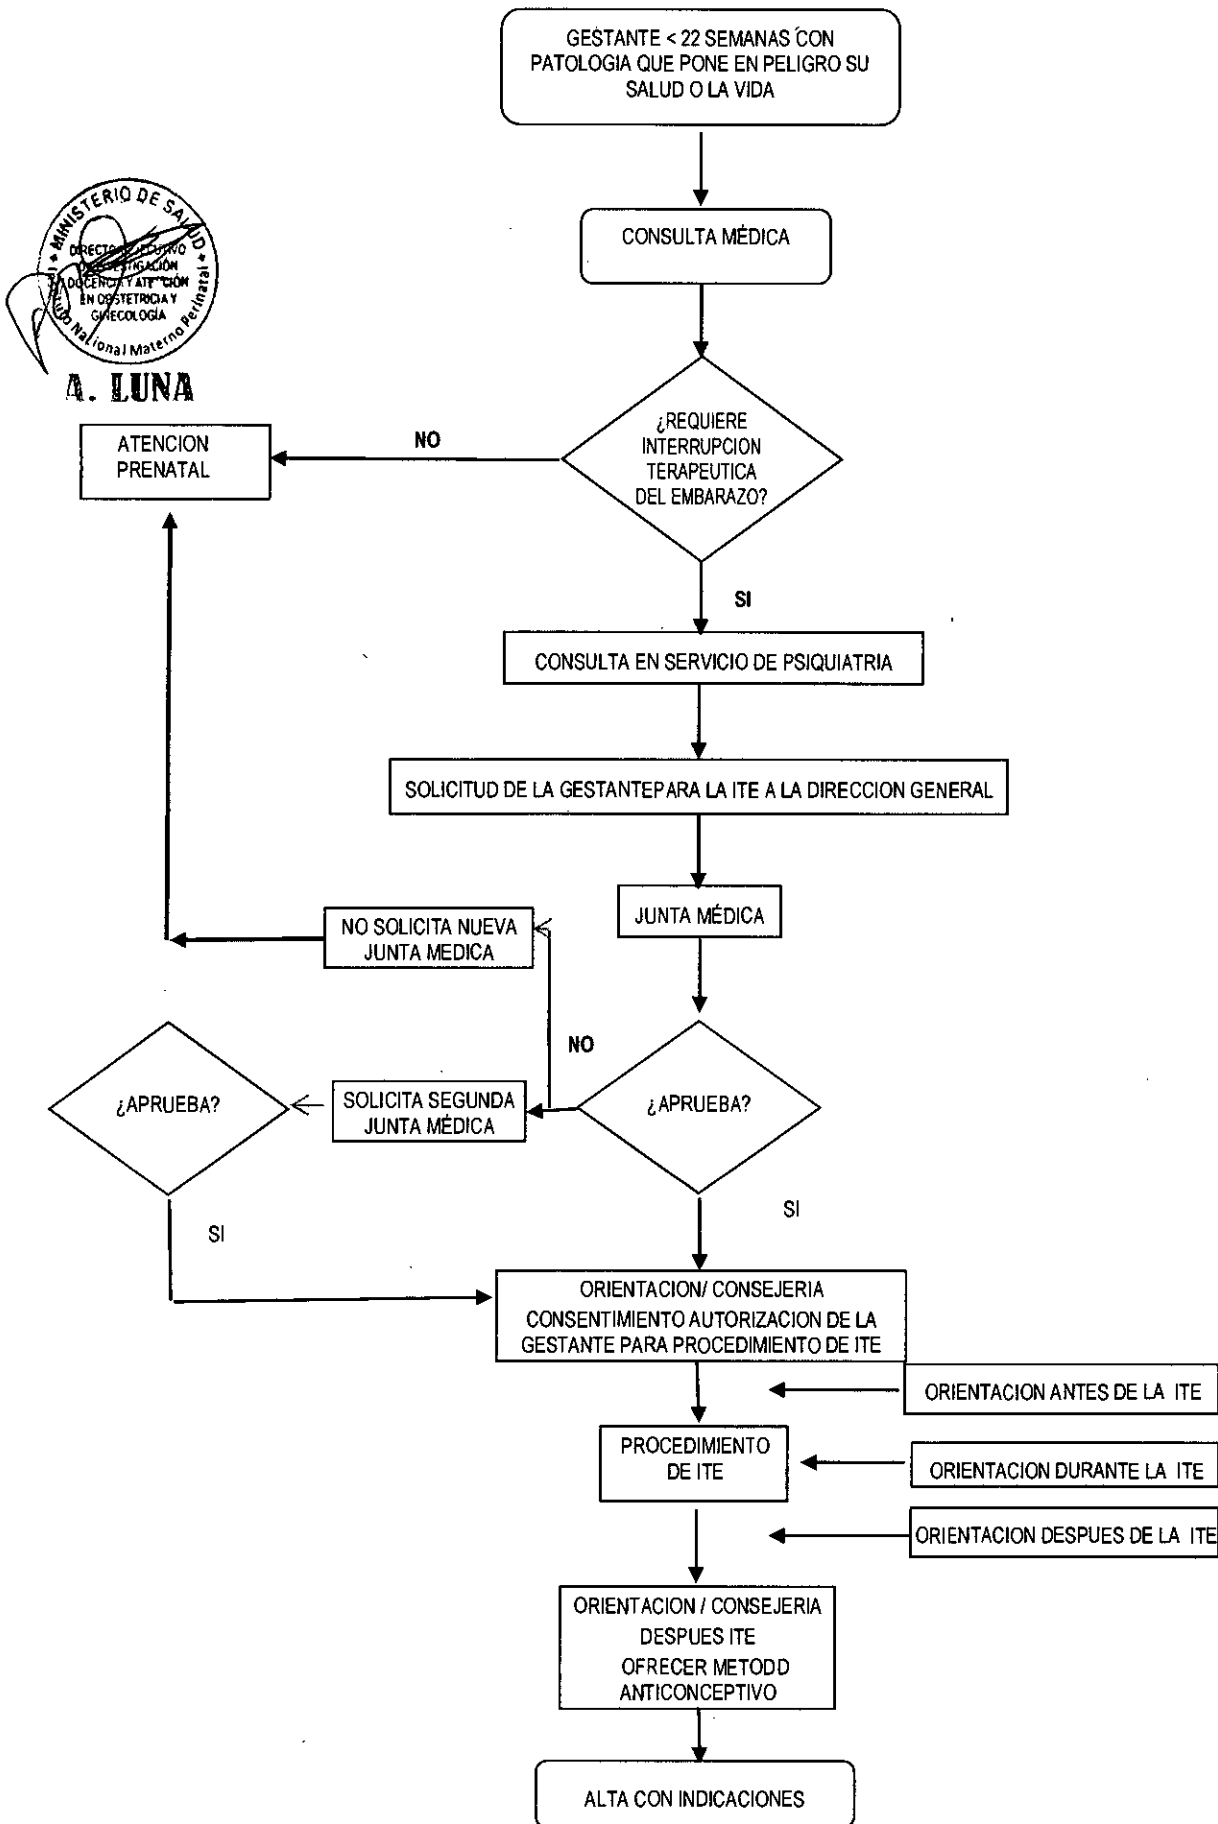 GESTANTE < 22 SEMANAS CON
PATOLOGIA QUE PONE EN PELIGRO SU
SALUD O LA VIDA
CONSULTA MÉDICA
MINISTERIO DE SALUD
DOCENCIA Y
EN OBSTETRICIA Y
GINECOLOGÍA
Nacional Materno Perinatal
A. LUNA
¿REQUIERE
INTERRUPCION
TERAPEUTICA
DEL EMBARAZO?
NO
ATENCION
PRENATAL
SI
CONSULTA EN SERVICIO DE PSIQUIATRIA
SOLICITUD DE LA GESTANTEPARA LA ITE A LA DIRECCION GENERAL
JUNTA MÉDICA
NO SOLICITA NUEVA
JUNTA MEDICA
NO
¿APRUEBA?
SOLICITA SEGUNDA
JUNTA MÉDICA
¿APRUEBA?
SI
SI
ORIENTACION/ CONSEJERIA
CONSENTIMIENTO AUTORIZACION DE LA
GESTANTE PARA PROCEDIMIENTO DE ITE
ORIENTACION ANTES DE LA ITE
PROCEDIMIENTO
DE ITE
ORIENTACION DURANTE LA ITE
ORIENTACION DESPUES DE LA ITE
ORIENTACION / CONSEJERIA
DESPUES ITE
OFRECER METODD
ANTICONCEPTIVO
ALTA CON INDICACIONES